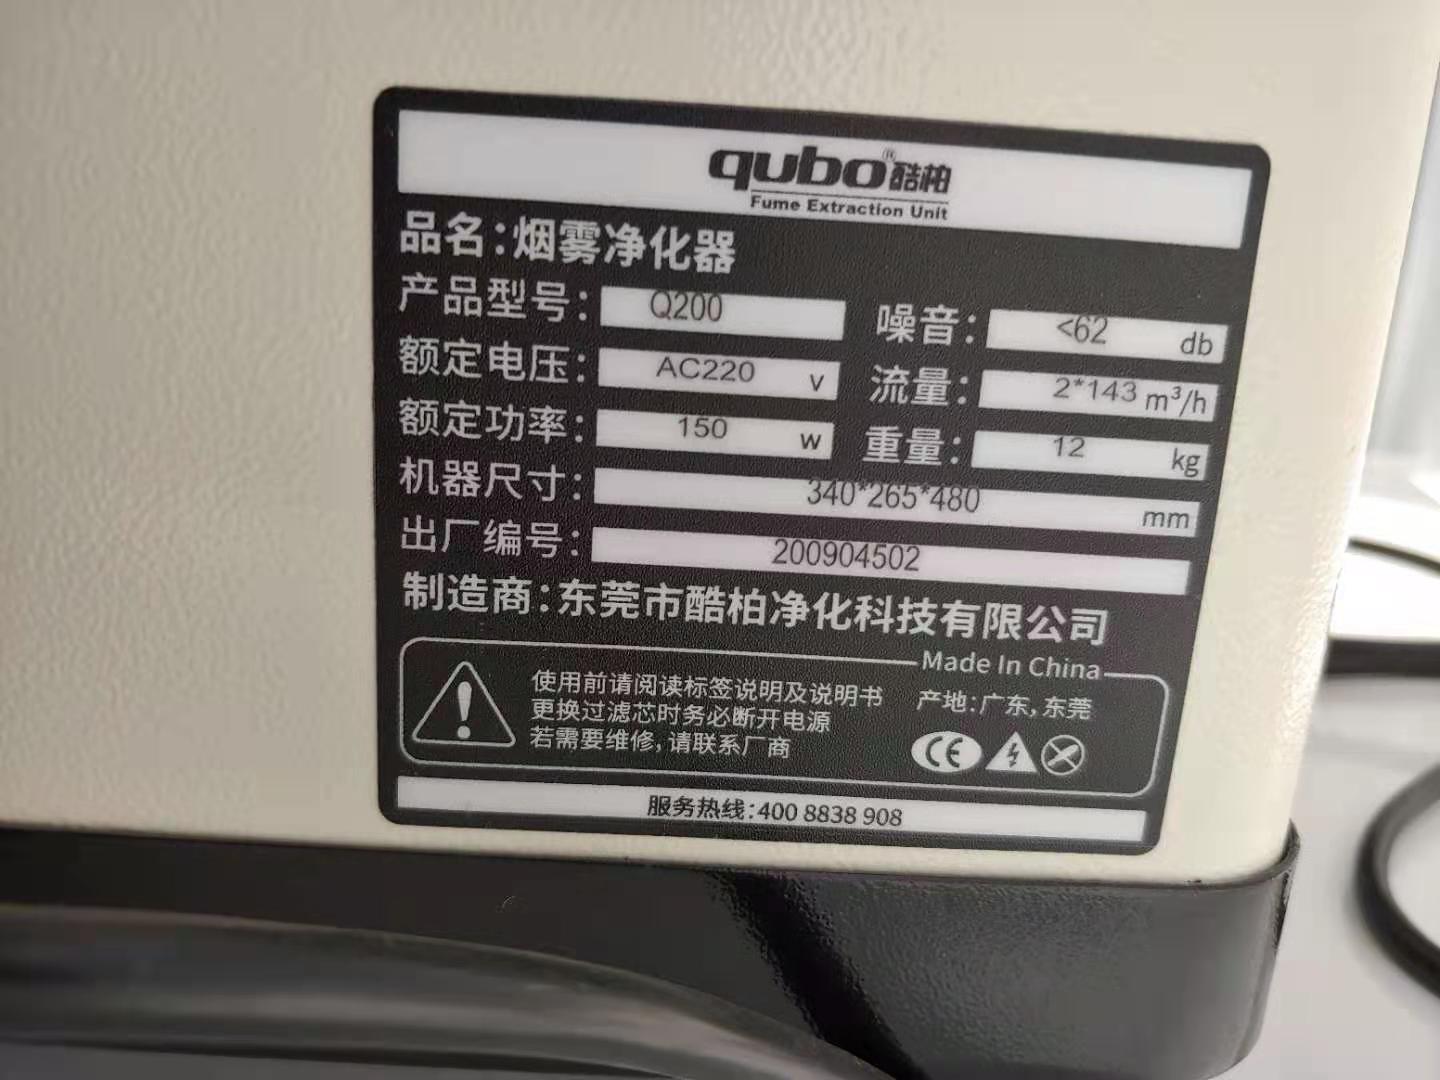 qubo®酷柏
Fume Extraction Unit
品名：烟雾净化器
产品型号： Q200 噪音： <62 db
额定电压： AC220 v 流量： 2*143 m³/h
额定功率： 150 w 重量： 12 kg
机器尺寸： 340*265*480 mm
出厂编号： 200904502
制造商：东莞市酷柏净化科技有限公司
Made In China
使用前请阅读标签说明及说明书 产地：广东，东莞
更换过滤芯时务必断开电源
若需要维修，请联系厂商
CE
服务热线：400 8838 908